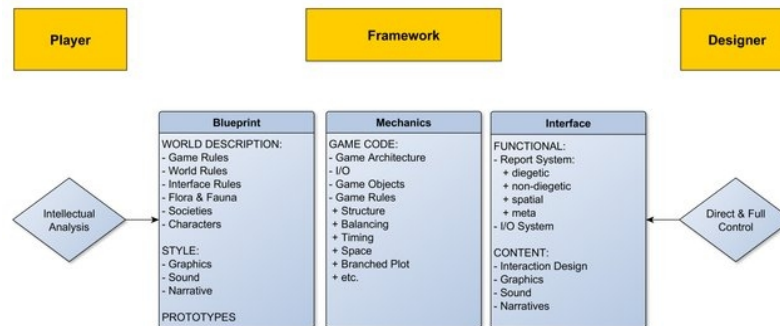 Player
Framework
Designer
Blueprint
WORLD DESCRIPTION:
- Game Rules
- World Rules
- Interface Rules
- Flora & Fauna
- Societies
- Characters
STYLE:
- Graphics
- Sound
- Narrative
PROTOTYPES
Mechanics
GAME CODE:
- Game Architecture
- I/O
- Game Objects
- Game Rules
+ Structure
+ Balancing
+ Timing
+ Space
+ Branched Plot
+ etc.
Interface
FUNCTIONAL:
- Report System:
+ diegetic
+ non-diegetic
+ spatial
+ meta
- I/O System
CONTENT:
- Interaction Design
- Graphics
- Sound
- Narratives
Intellectual
Analysis
Direct & Full
Control